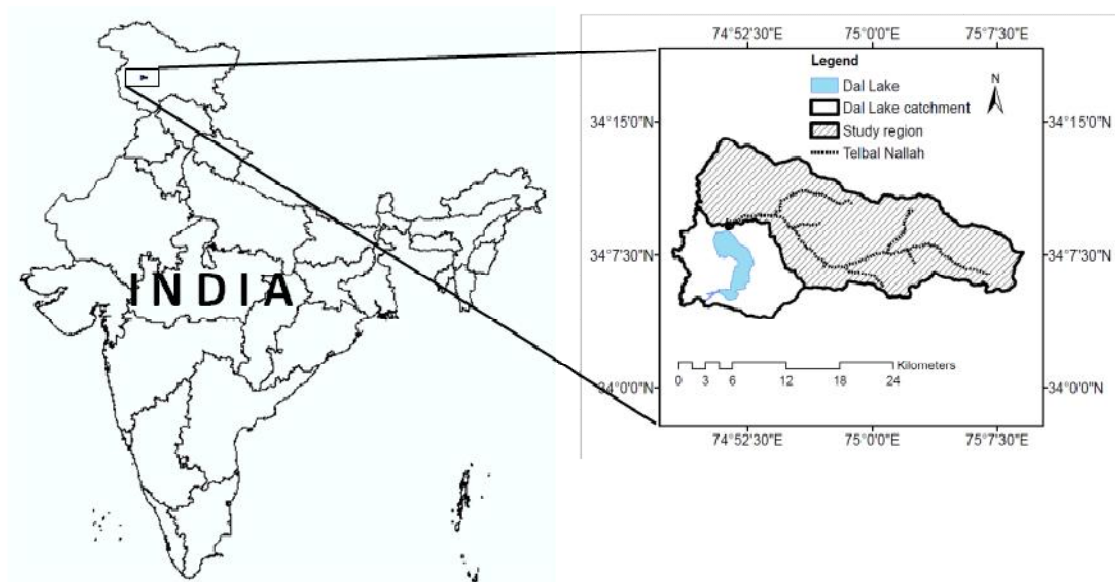 INDIA
74°52'30"E 75°0'0"E 75°7'30"E
Legend
Dal Lake
Dal Lake catchment
Study region
Telbal Nallah
N
34°15'0"N 34°15'0"N
34°7'30"N 34°7'30"N
34°0'0"N 34°0'0"N
Kilometers
0 3 6 12 18 24
74°52'30"E 75°0'0"E 75°7'30"E